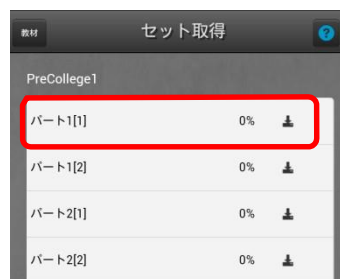 教材 セット取得 ?
PreCollege1
パート1[1] 0%
パート1[2] 0%
パート2[1] 0%
パート2[2] 0%